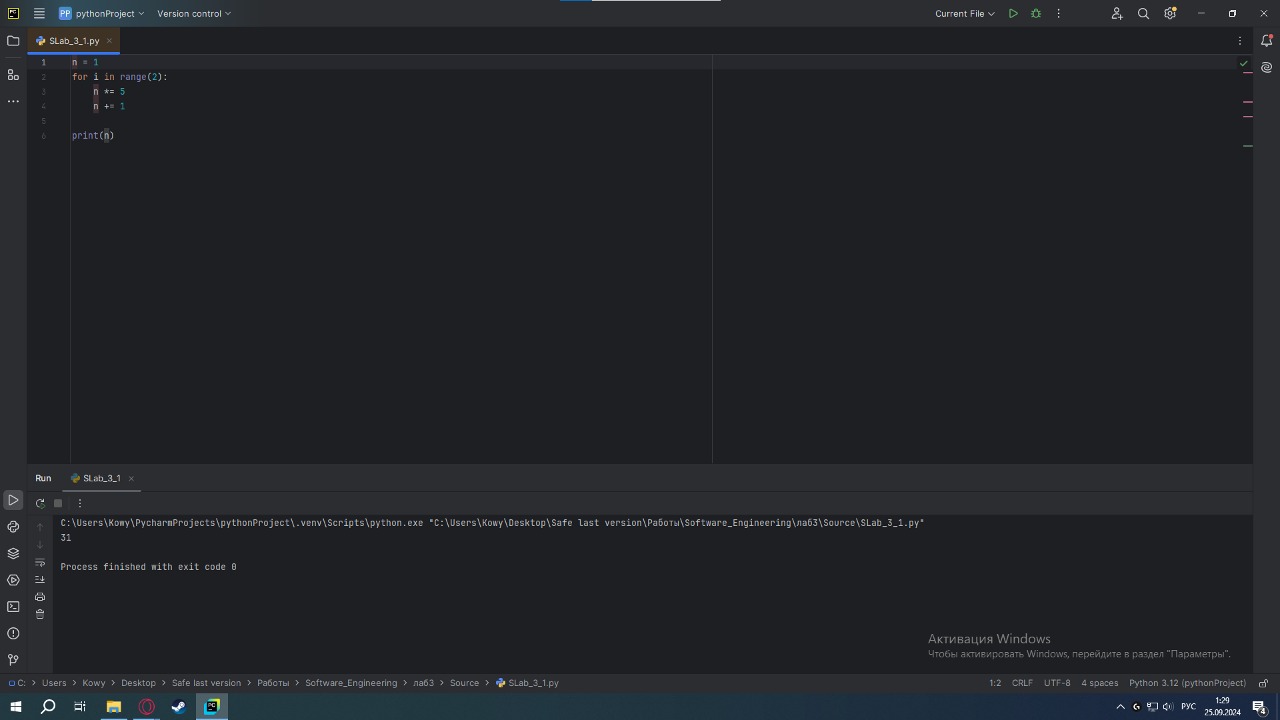 PC
PP pythonProject Version control Current File
SLab_3_1.py
1 n = 1
2 for i in range(2):
3 n *= 5
4 n += 1
5
6 print(n)
Run SLab_3_1
C:\Users\Kowy\PycharmProjects\pythonProject\.venv\Scripts\python.exe "C:\Users\Kowy\Desktop\Safe last version\Работы\Software_Engineering\лаб3\Source\SLab_3_1.py"
31
Process finished with exit code 0
Активация Windows
Чтобы активировать Windows, перейдите в раздел "Параметры".
C: Users Kowy Desktop Safe last version Работы Software_Engineering лаб3 Source SLab_3_1.py 1:2 CRLF UTF-8 4 spaces Python 3.12 (pythonProject)
PC РУС 1:29
25.09.2024